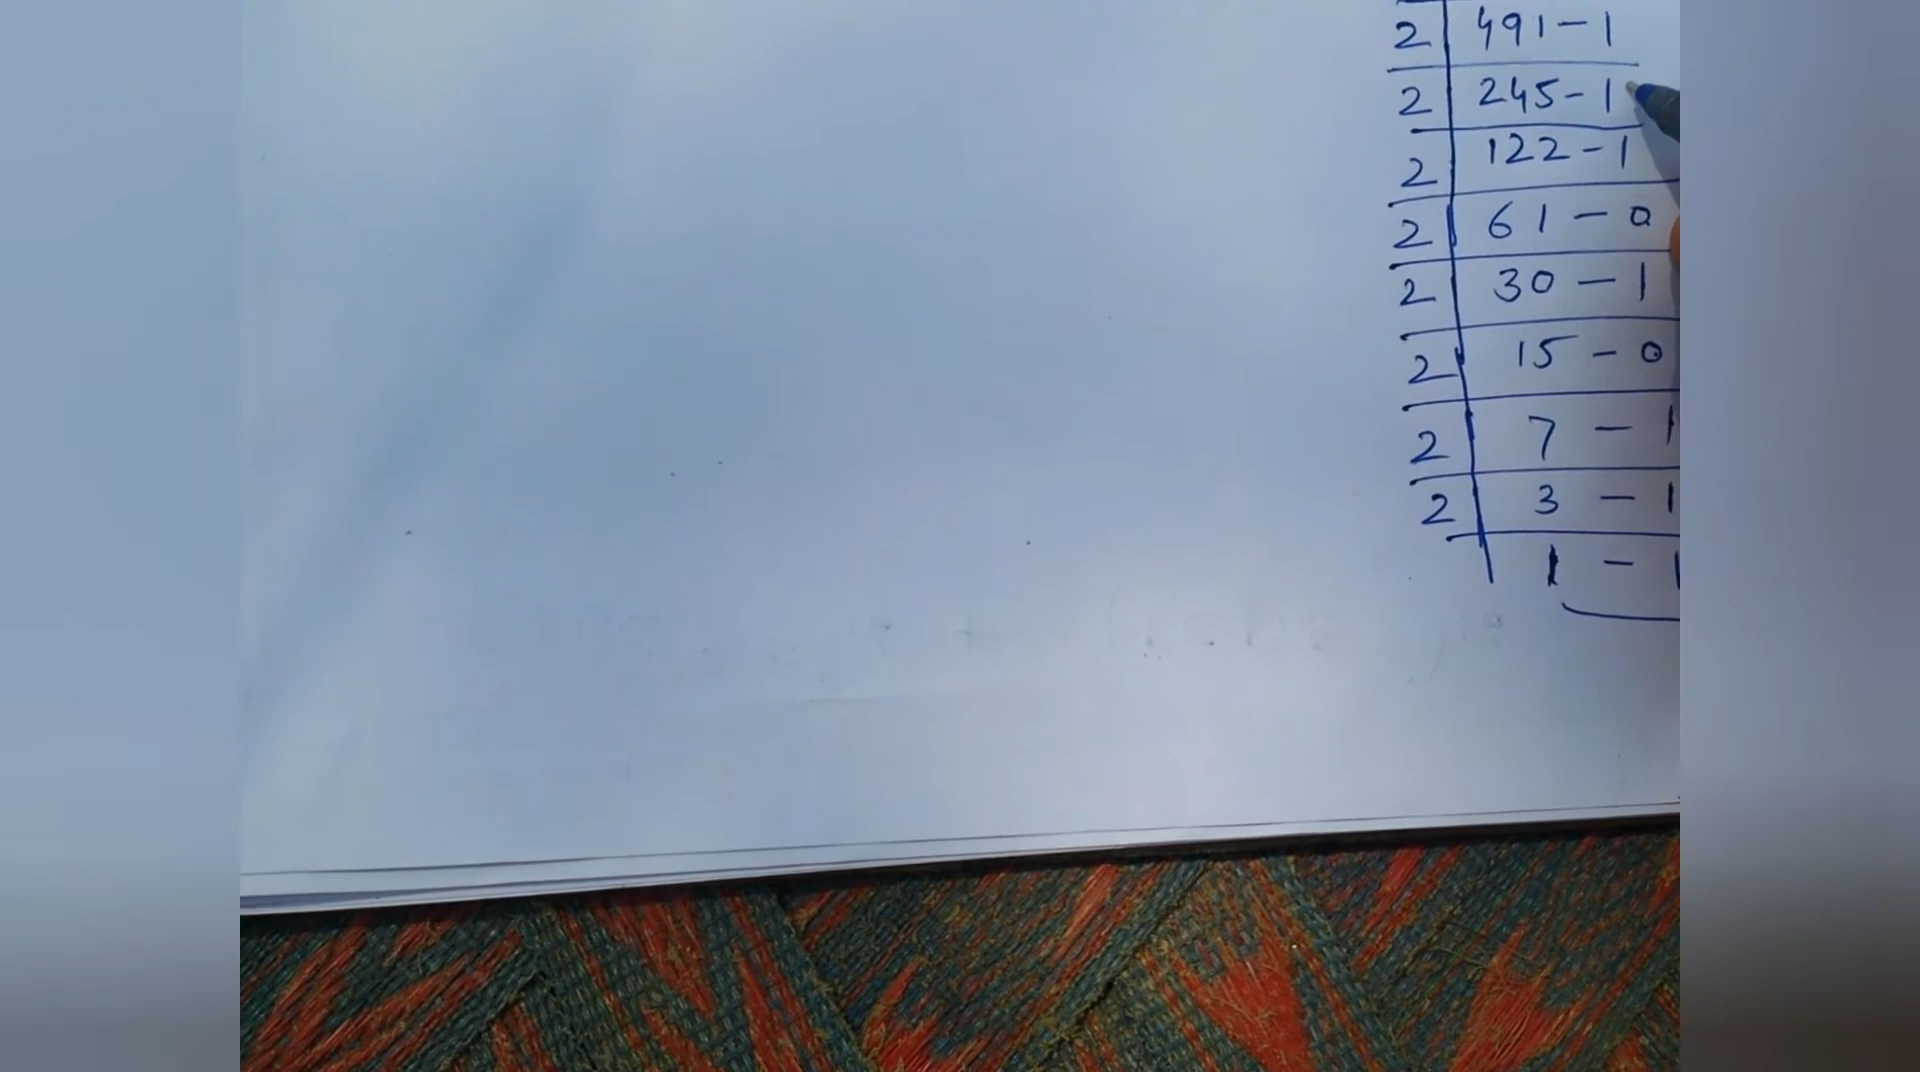 2 491 - 1
2 245 - 1
2 122 - 1
2 61 - 0
2 30 - 1
2 15 - 0
2 7 - 1
2 3 - 1
1 - 1